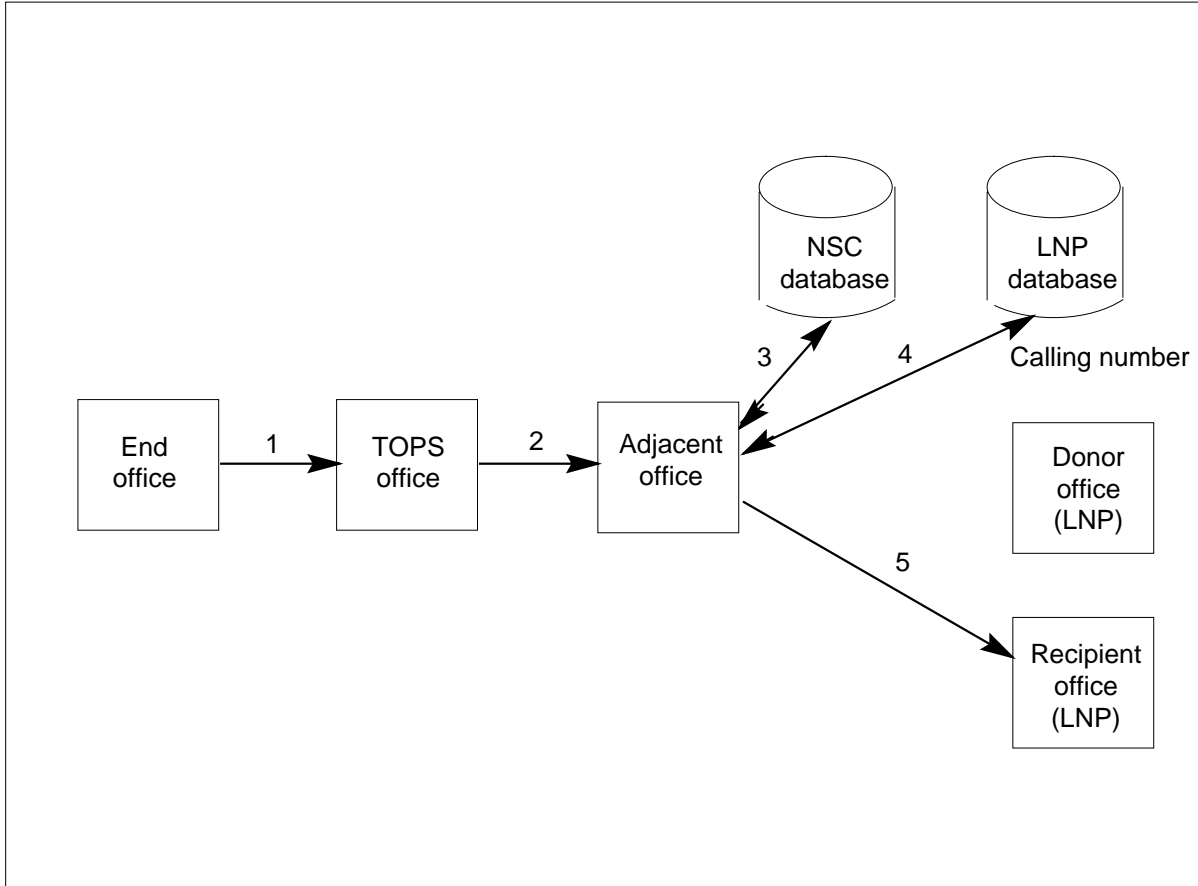 NSC
database
LNP
database
3
4
Calling number
End
office
1
TOPS
office
2
Adjacent
office
Donor
office
(LNP)
5
Recipient
office
(LNP)